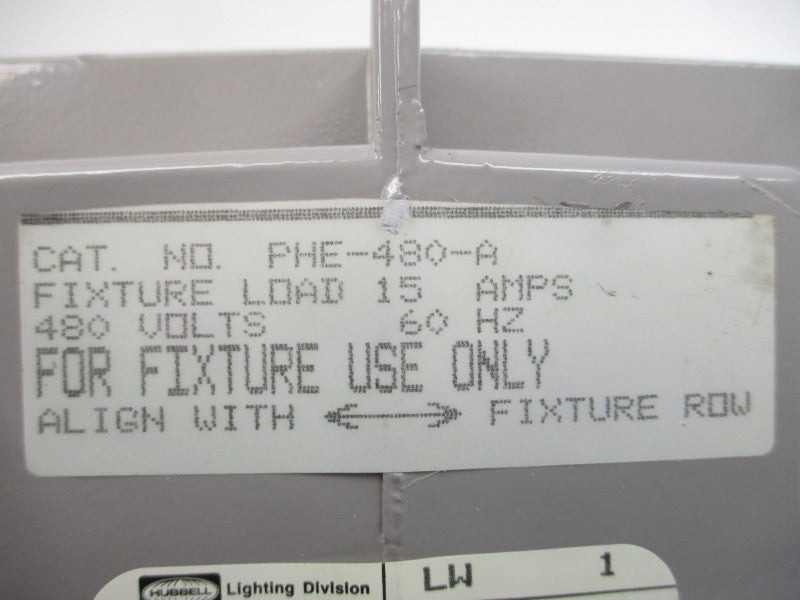 CAT. NO. PHE-480-A
FIXTURE LOAD 15 AMPS
480 VOLTS 60 HZ
FOR FIXTURE USE ONLY
ALIGN WITH FIXTURE ROW
HUBBELL Lighting Division LW 1